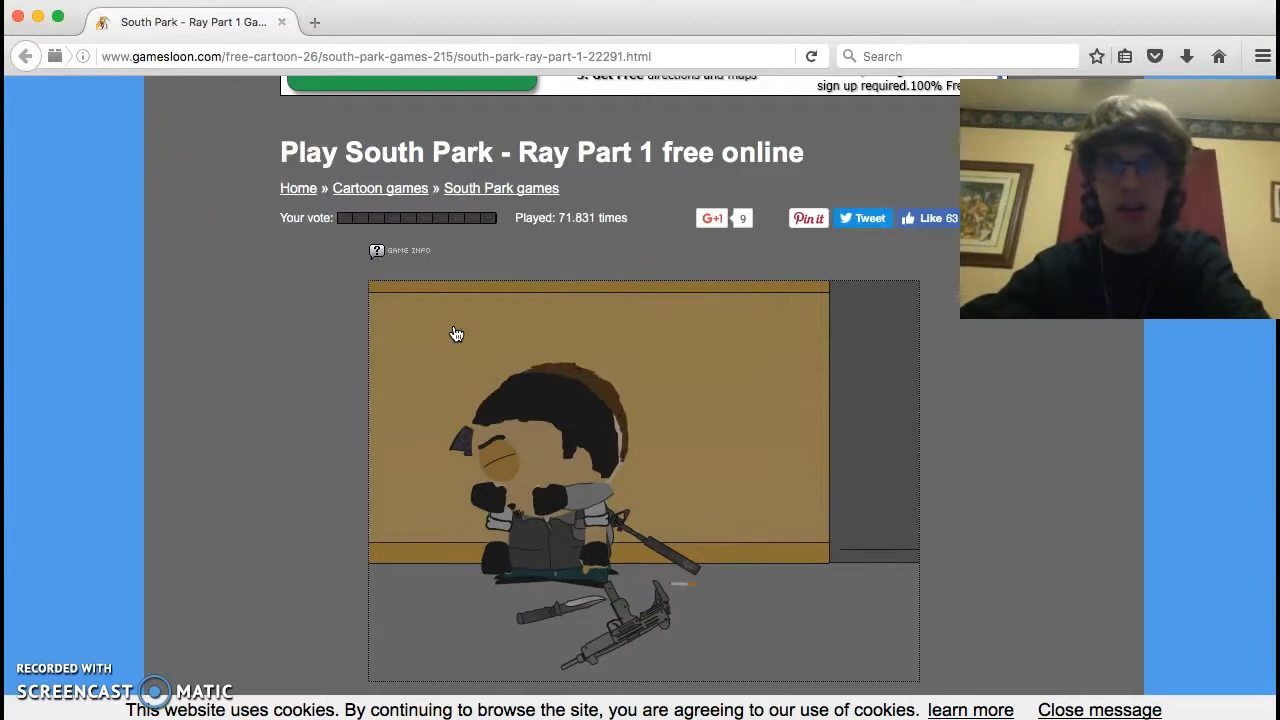 South Park - Ray Part 1 Ga...
www.gamesloon.com/free-cartoon-26/south-park-games-215/south-park-ray-part-1-22291.html
Search
3. Get Free directions and maps
sign up required.100% Fre
Play South Park - Ray Part 1 free online
Home » Cartoon games » South Park games
Your vote: Played: 71.831 times G+1 9 Pin it Tweet Like 63
? GAME INFO
RECORDED WITH
SCREENCAST MATIC
This website uses cookies. By continuing to browse the site, you are agreeing to our use of cookies. learn more Close message